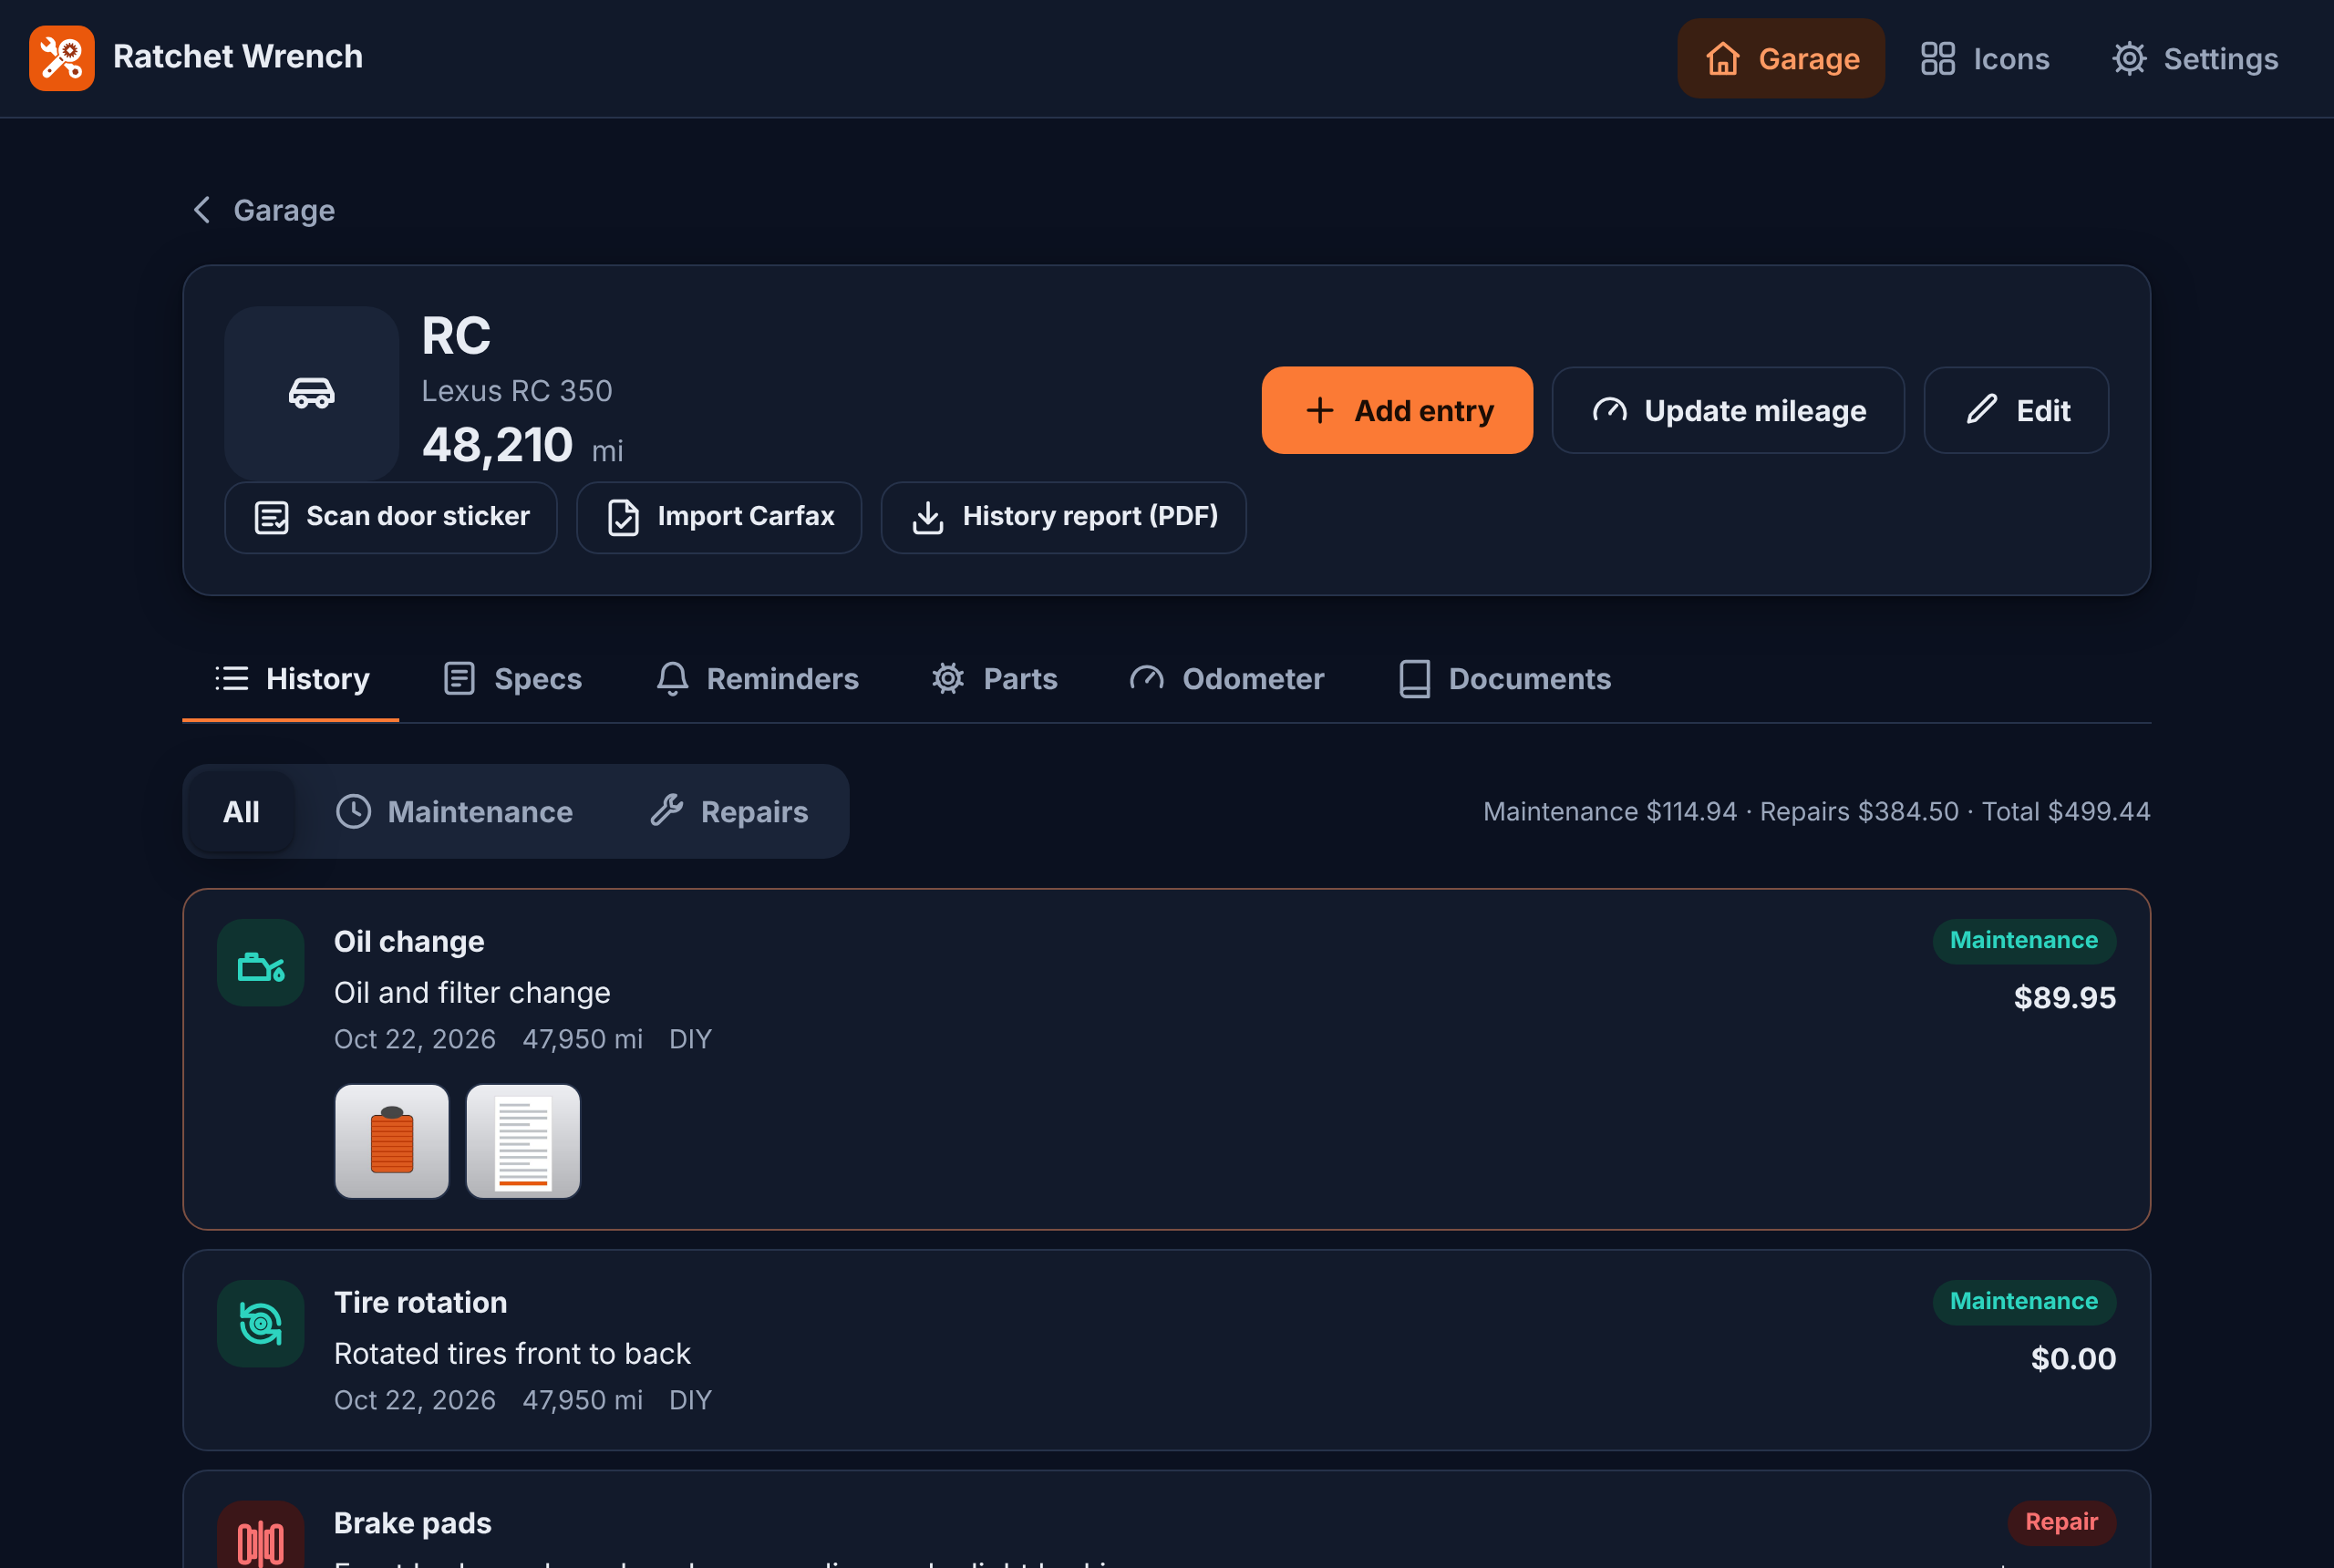 Ratchet Wrench
Garage
Icons
Settings
Garage
RC
Lexus RC 350
48,210 mi
Add entry
Update mileage
Edit
Scan door sticker
Import Carfax
History report (PDF)
History
Specs
Reminders
Parts
Odometer
Documents
All
Maintenance
Repairs
Maintenance $114.94 · Repairs $384.50 · Total $499.44
Oil change
Maintenance
Oil and filter change
$89.95
Oct 22, 2026 47,950 mi DIY
Tire rotation
Maintenance
Rotated tires front to back
$0.00
Oct 22, 2026 47,950 mi DIY
Brake pads
Repair